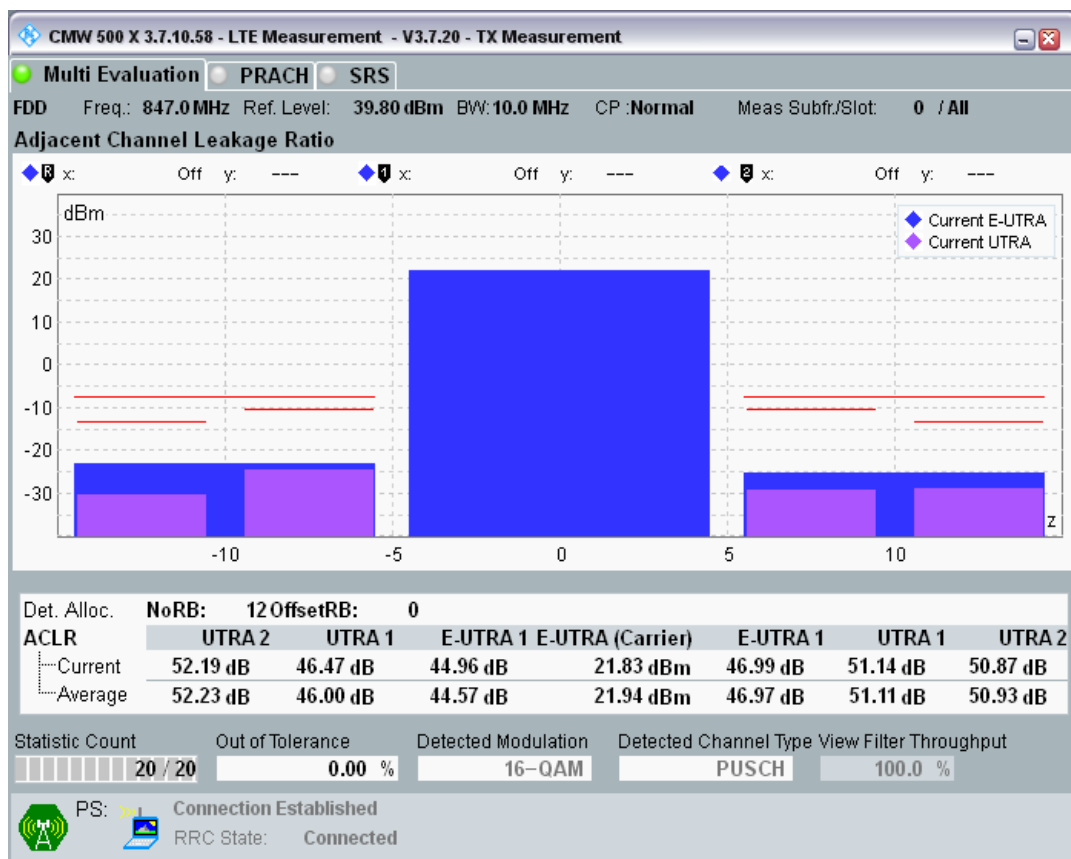 CMW 500 X 3.7.10.58 - LTE Measurement - V3.7.20 - TX Measurement
Multi Evaluation PRACH SRS
FDD Freq.: 847.0 MHz Ref. Level: 39.80 dBm BW: 10.0 MHz CP :Normal Meas Subfr./Slot: 0 / All
Adjacent Channel Leakage Ratio
R x: Off y: --- 1 x: Off y: --- 2 x: Off y: ---
dBm
Current E-UTRA
Current UTRA
30
20
10
0
-10
-20
-30
z
-10 -5 0 5 10
Det. Alloc. NoRB: 12 OffsetRB: 0
ACLR UTRA 2 UTRA 1 E-UTRA 1 E-UTRA (Carrier) E-UTRA 1 UTRA 1 UTRA 2
Current 52.19 dB 46.47 dB 44.96 dB 21.83 dBm 46.99 dB 51.14 dB 50.87 dB
Average 52.23 dB 46.00 dB 44.57 dB 21.94 dBm 46.97 dB 51.11 dB 50.93 dB
Statistic Count Out of Tolerance Detected Modulation Detected Channel Type View Filter Throughput
20 / 20 0.00 % 16-QAM PUSCH 100.0 %
PS: Connection Established
RRC State: Connected